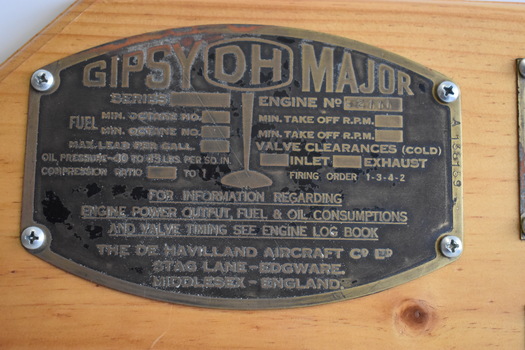 GIPSY DH MAJOR
SERIES
ENGINE Nº
FUEL
MIN. OCTANE NO.
MIN. OCTANE NO.
MAX. LEAD PER GALL.
MIN. TAKE OFF R.P.M.
MIN. TAKE OFF R.P.M.
VALVE CLEARANCES (COLD)
INLET EXHAUST
OIL, PRESSURE-40 TO 45 LBS. PER SQ. IN.
COMPRESSION RATIO TO 1
FIRING ORDER 1-3-4-2
FOR INFORMATION REGARDING
ENGINE POWER OUTPUT, FUEL & OIL CONSUMPTIONS
AND VALVE TIMING SEE ENGINE LOG BOOK
THE DE HAVILLAND AIRCRAFT Cº LTD
STAG LANE-EDGWARE.
MIDDLESEX-ENGLAND.